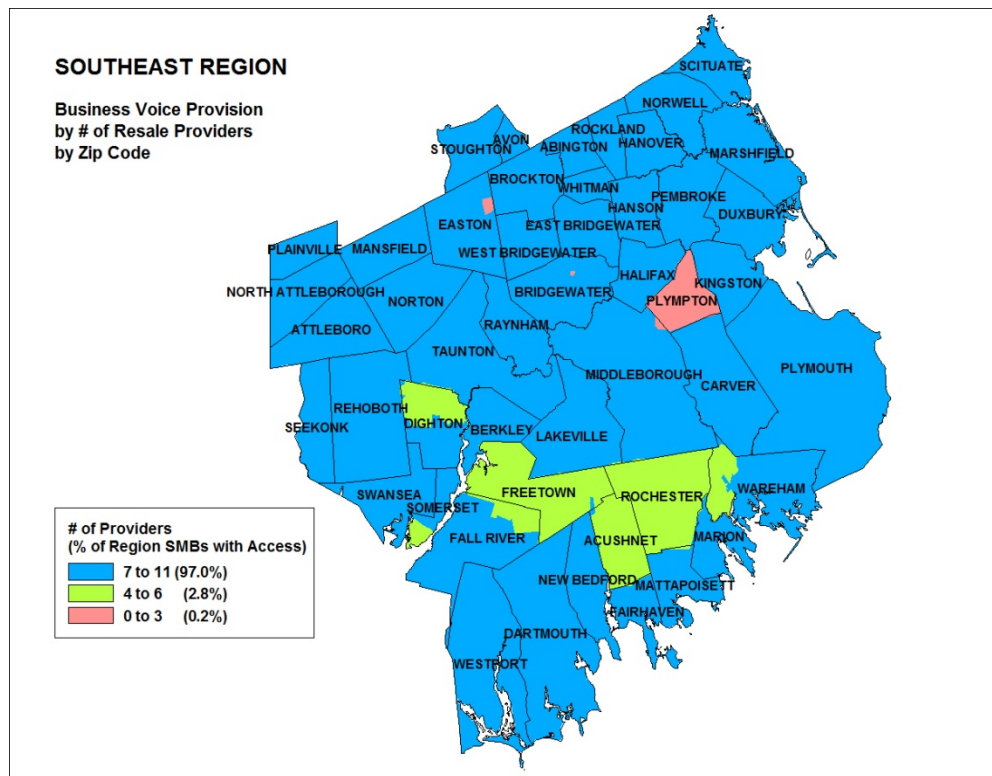 SOUTHEAST REGION
Business Voice Provision
by # of Resale Providers
by Zip Code
SCITUATE
NORWELL
ROCKLAND
AVON
ABINGTON
HANOVER
STOUGHTON
MARSHFIELD
BROCKTON
WHITMAN
PEMBROKE
HANSON
DUXBURY
EASTON
EAST BRIDGEWATER
PLAINVILLE
MANSFIELD
WEST BRIDGEWATER
HALIFAX
KINGSTON
NORTH ATTLEBOROUGH
BRIDGEWATER
NORTON
PLYMPTON
ATTLEBORO
RAYNHAM
TAUNTON
PLYMOUTH
MIDDLEBOROUGH
CARVER
REHOBOTH
SEEKONK
DIGHTON
BERKLEY
LAKEVILLE
SWANSEA
FREETOWN
ROCHESTER
WAREHAM
SOMERSET
FALL RIVER
ACUSHNET
MARION
NEW BEDFORD
MATTAPOISETT
FAIRHAVEN
DARTMOUTH
WESTPORT
# of Providers
(% of Region SMBs with Access)
7 to 11 (97.0%)
4 to 6 (2.8%)
0 to 3 (0.2%)